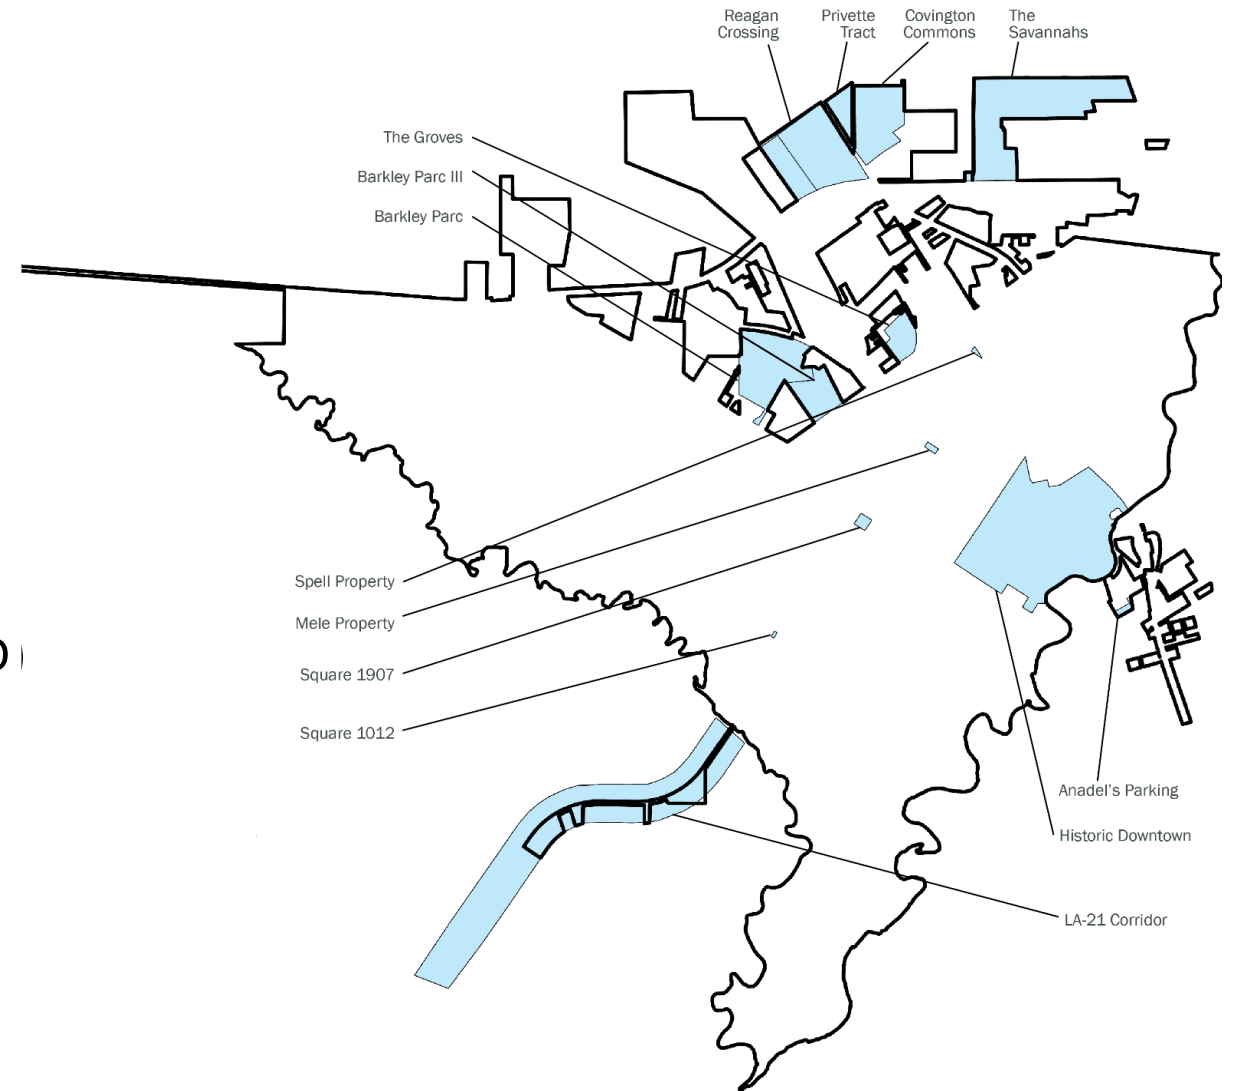 Reagan
Crossing
Privette
Tract
Covington
Commons
The
Savannahs
The Groves
Barkley Parc III
Barkley Parc
Spell Property
Mele Property
Square 1907
Square 1012
Anadel's Parking
Historic Downtown
LA-21 Corridor